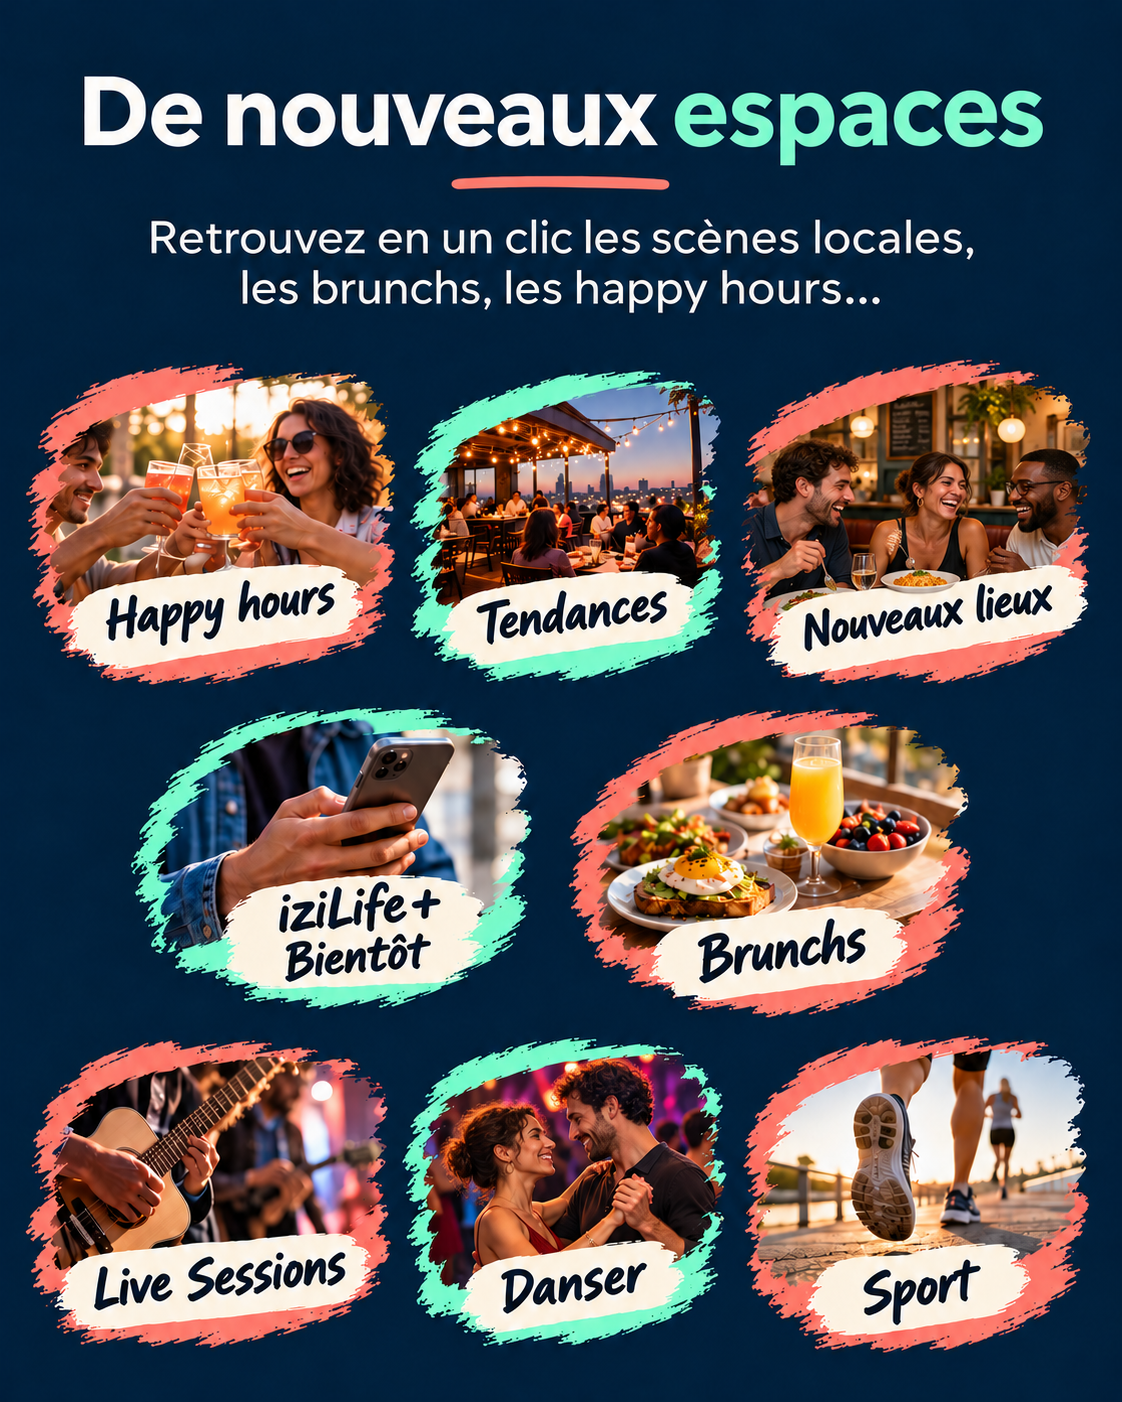 De nouveaux espaces
Retrouvez en un clic les scènes locales,
les brunchs, les happy hours...
Happy hours
Tendances
Nouveaux lieux
iziLife+
Bientôt
Brunchs
Live Sessions
Danser
Sport